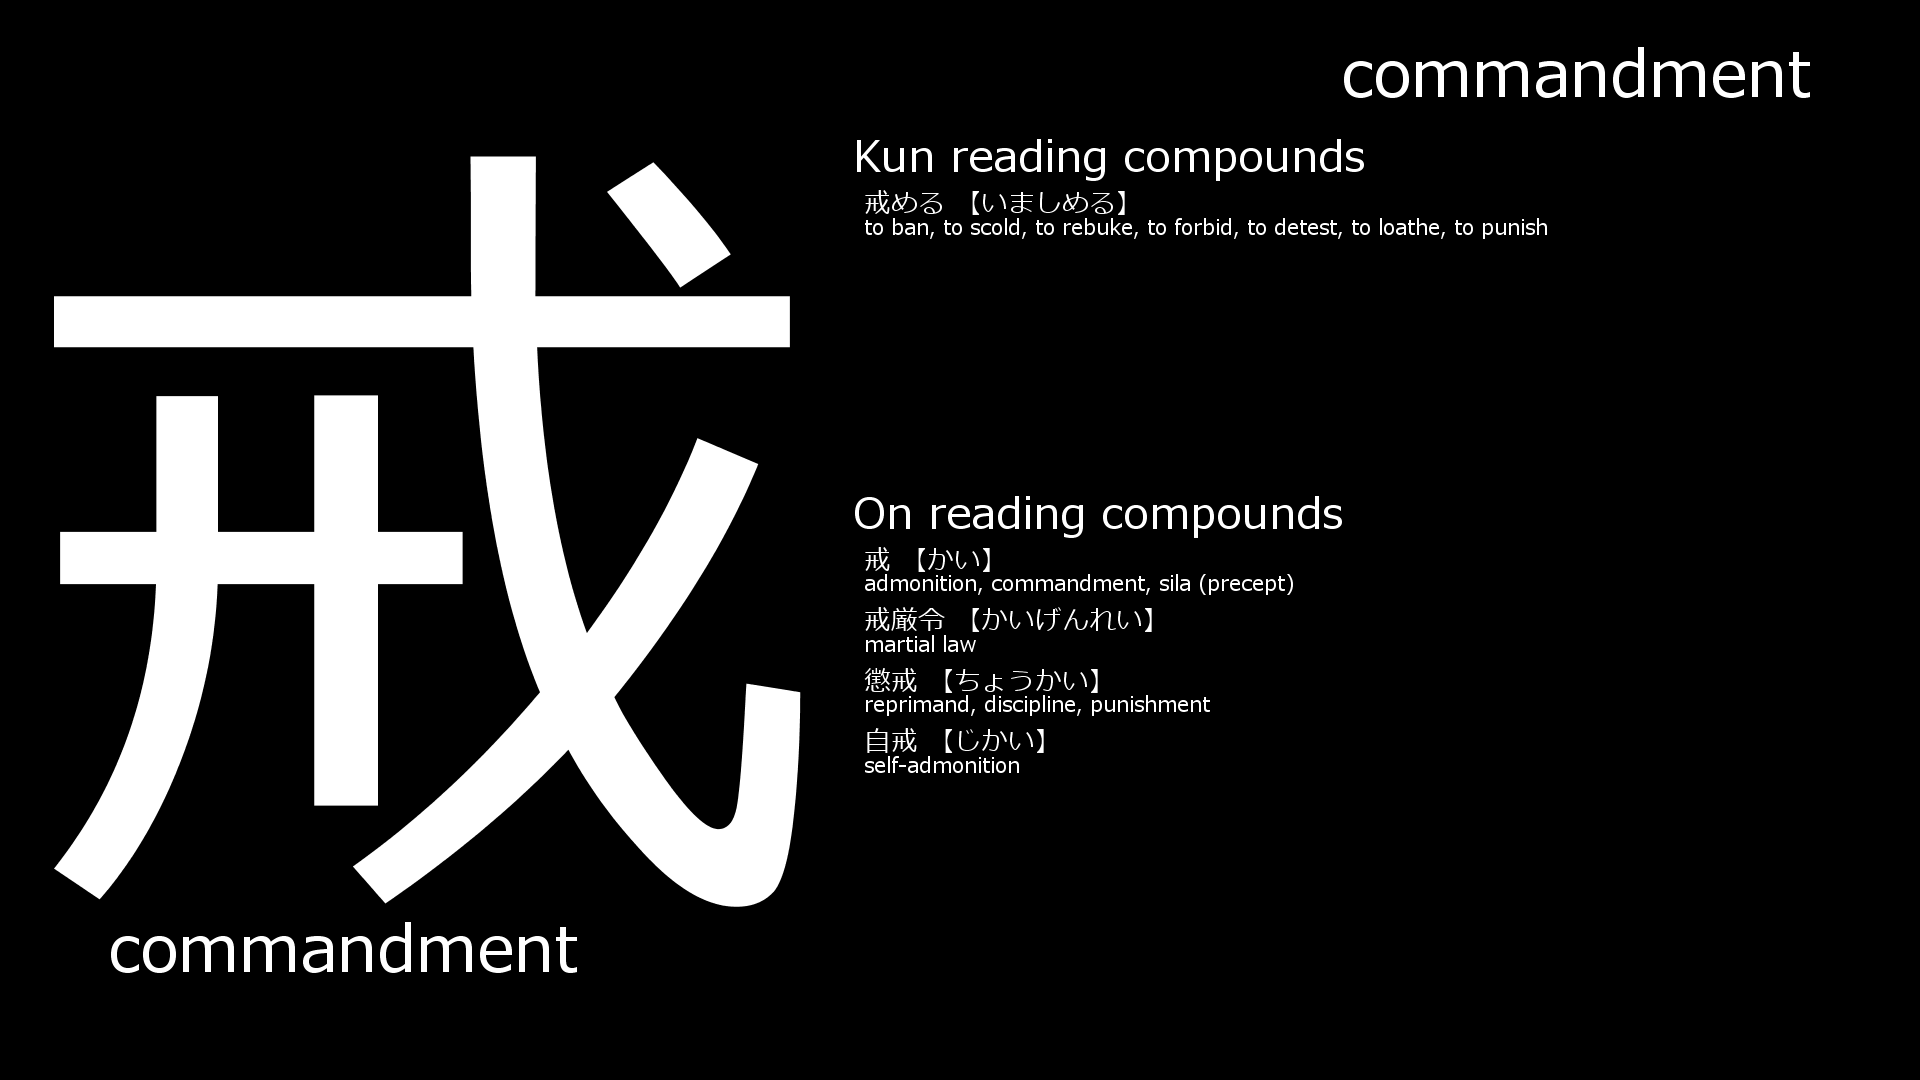 commandment
戒
commandment
Kun reading compounds
戒める 【いましめる】
to ban, to scold, to rebuke, to forbid, to detest, to loathe, to punish
On reading compounds
戒 【かい】
admonition, commandment, sila (precept)
戒厳令 【かいげんれい】
martial law
懲戒 【ちょうかい】
reprimand, discipline, punishment
自戒 【じかい】
self-admonition